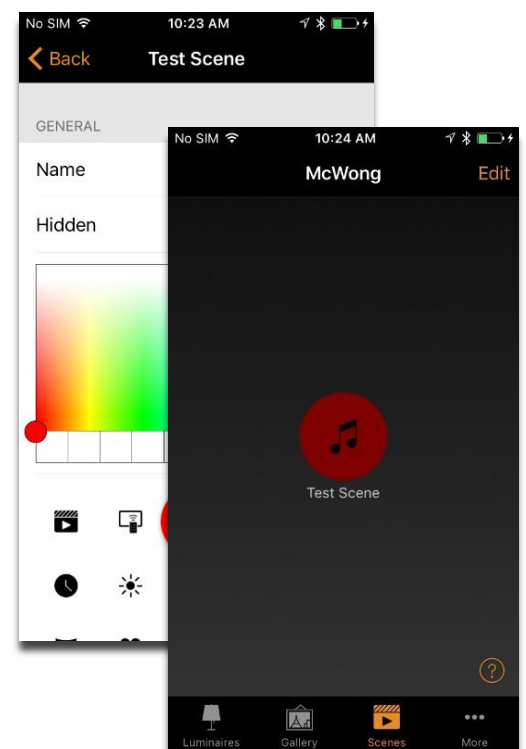 No SIM 10:23 AM
Back Test Scene
GENERAL
Name
Hidden
No SIM 10:24 AM
McWong Edit
Test Scene
?
Luminaires Gallery Scenes More